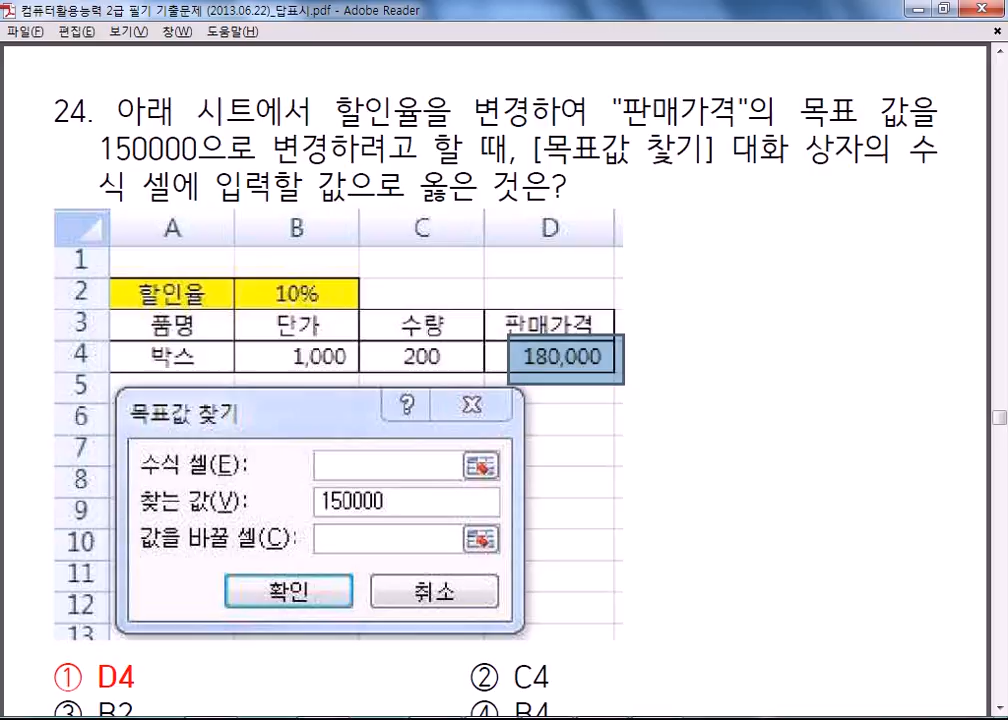 컴퓨터활용능력 2급 필기 기출문제 (2013.06.22)_답표시.pdf - Adobe Reader
파일(F) 편집(E) 보기(V) 창(W) 도움말(H)
24. 아래 시트에서 할인율을 변경하여 "판매가격"의 목표 값을
150000으로 변경하려고 할 때, [목표값 찾기] 대화 상자의 수
식 셀에 입력할 값으로 옳은 것은?
A B C D
1
2 할인율 10%
3 품명 단가 수량 판매가격
4 박스 1,000 200 180,000
5
6 목표값 찾기
7
8 수식 셀(E):
9 찾는 값(V): 150000
10 값을 바꿀 셀(C):
11
12 확인 취소
13
① D4 ② C4
③ B2 ④ B4